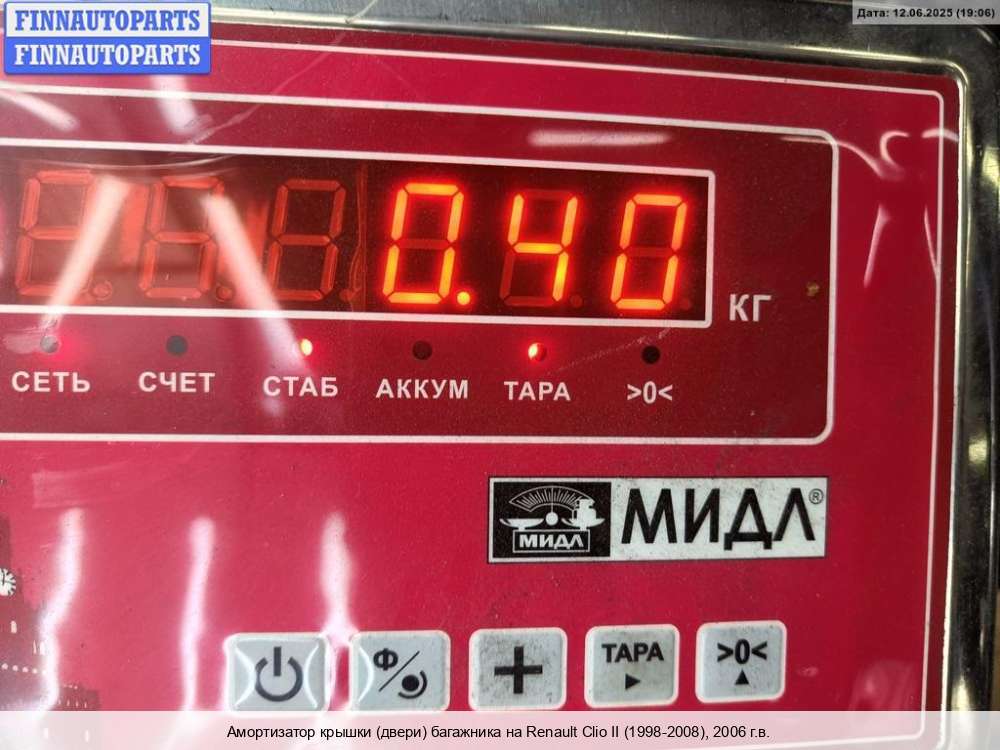 FINNAUTOPARTS
FINNAUTOPARTS
Дата: 12.06.2025 (19:06)
0.40
КГ
СЕТЬ СЧЕТ СТАБ АККУМ ТАРА >0<
МИДЛ МИДЛ®
Ф/ + ТАРА >0<
Амортизатор крышки (двери) багажника на Renault Clio II (1998-2008), 2006 г.в.